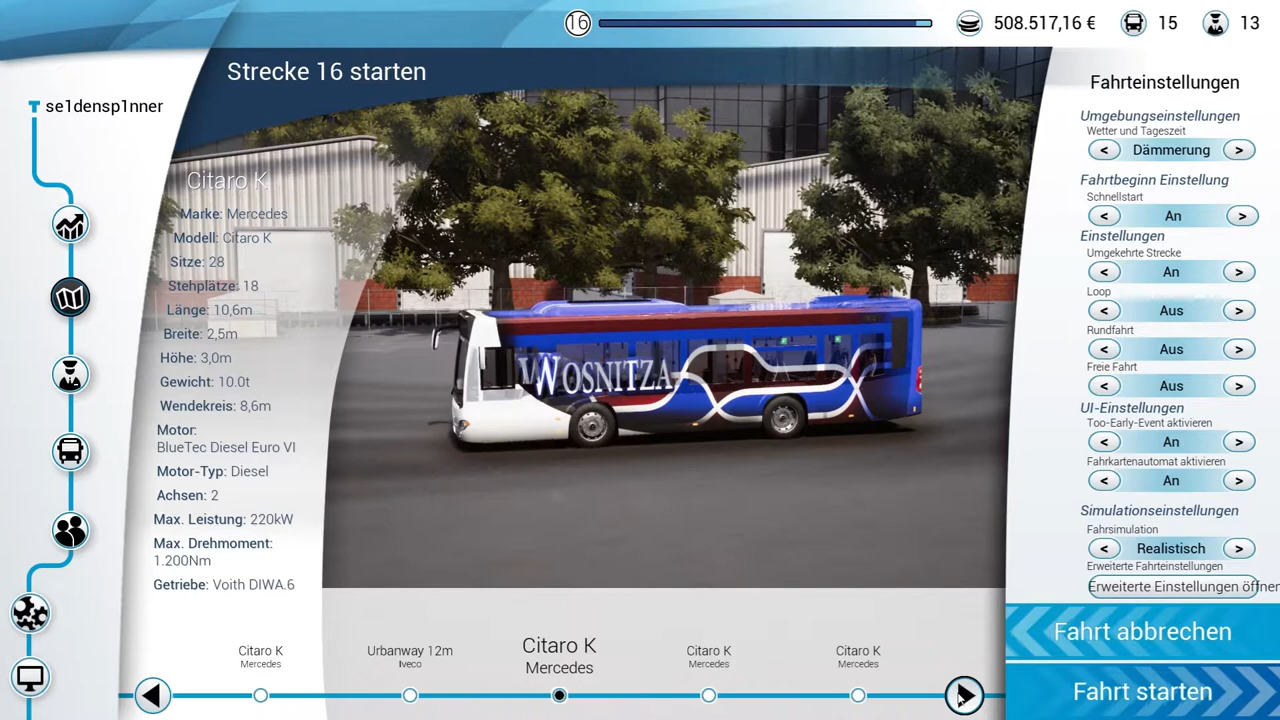 16
508.517,16 €
15
13
Strecke 16 starten
se1densp1nner
Citaro K
Marke: Mercedes
Modell: Citaro K
Sitze: 28
Stehplätze: 18
Länge: 10,6m
Breite: 2,5m
Höhe: 3,0m
Gewicht: 10.0t
Wendekreis: 8,6m
Motor:
BlueTec Diesel Euro VI
Motor-Typ: Diesel
Achsen: 2
Max. Leistung: 220kW
Max. Drehmoment:
1.200Nm
Getriebe: Voith DIWA.6
WOSNITZA
Citaro K
Mercedes
Urbanway 12m
Iveco
Citaro K
Mercedes
Citaro K
Mercedes
Citaro K
Mercedes
Fahrteinstellungen
Umgebungseinstellungen
Wetter und Tageszeit
< Dämmerung >
Fahrtbeginn Einstellung
Schnellstart
< An >
Einstellungen
Umgekehrte Strecke
< An >
Loop
< Aus >
Rundfahrt
< Aus >
Freie Fahrt
< Aus >
UI-Einstellungen
Too-Early-Event aktivieren
< An >
Fahrkartenautomat aktivieren
< An >
Simulationseinstellungen
Fahrsimulation
< Realistisch >
Erweiterte Fahrteinstellungen
Erweiterte Einstellungen öffnen
Fahrt abbrechen
Fahrt starten